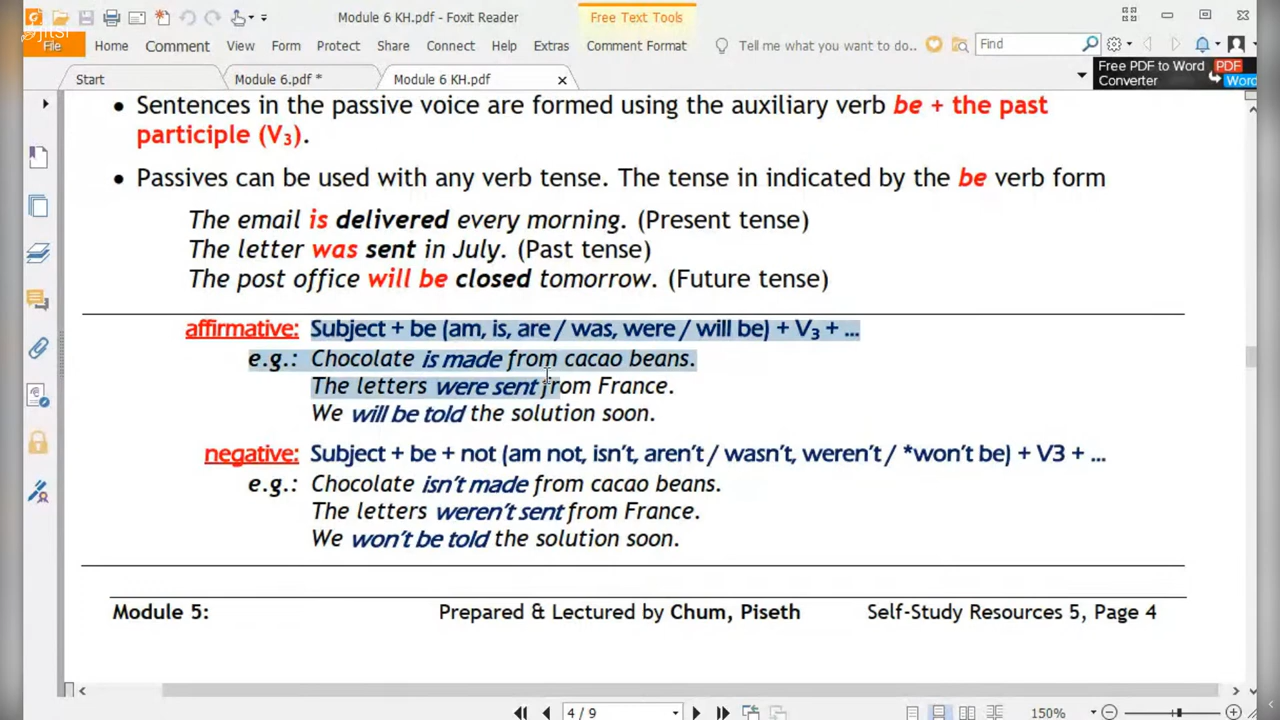 Module 6 KH.pdf - Foxit Reader
Free Text Tools
jitsi
File Home Comment View Form Protect Share Connect Help Extras Comment Format Tell me what you want to do.. Find
Start Module 6.pdf * Module 6 KH.pdf
Free PDF to Word
Converter
PDF
Word
• Sentences in the passive voice are formed using the auxiliary verb be + the past
participle (V3).
• Passives can be used with any verb tense. The tense in indicated by the be verb form
The email is delivered every morning. (Present tense)
The letter was sent in July. (Past tense)
The post office will be closed tomorrow. (Future tense)
affirmative: Subject + be (am, is, are / was, were / will be) + V3 + ...
e.g.: Chocolate is made from cacao beans.
The letters were sent from France.
We will be told the solution soon.
negative: Subject + be + not (am not, isn't, aren't / wasn't, weren't / *won't be) + V3 + ...
e.g.: Chocolate isn't made from cacao beans.
The letters weren't sent from France.
We won't be told the solution soon.
Module 5: Prepared & Lectured by Chum, Piseth Self-Study Resources 5, Page 4
4 / 9 150%